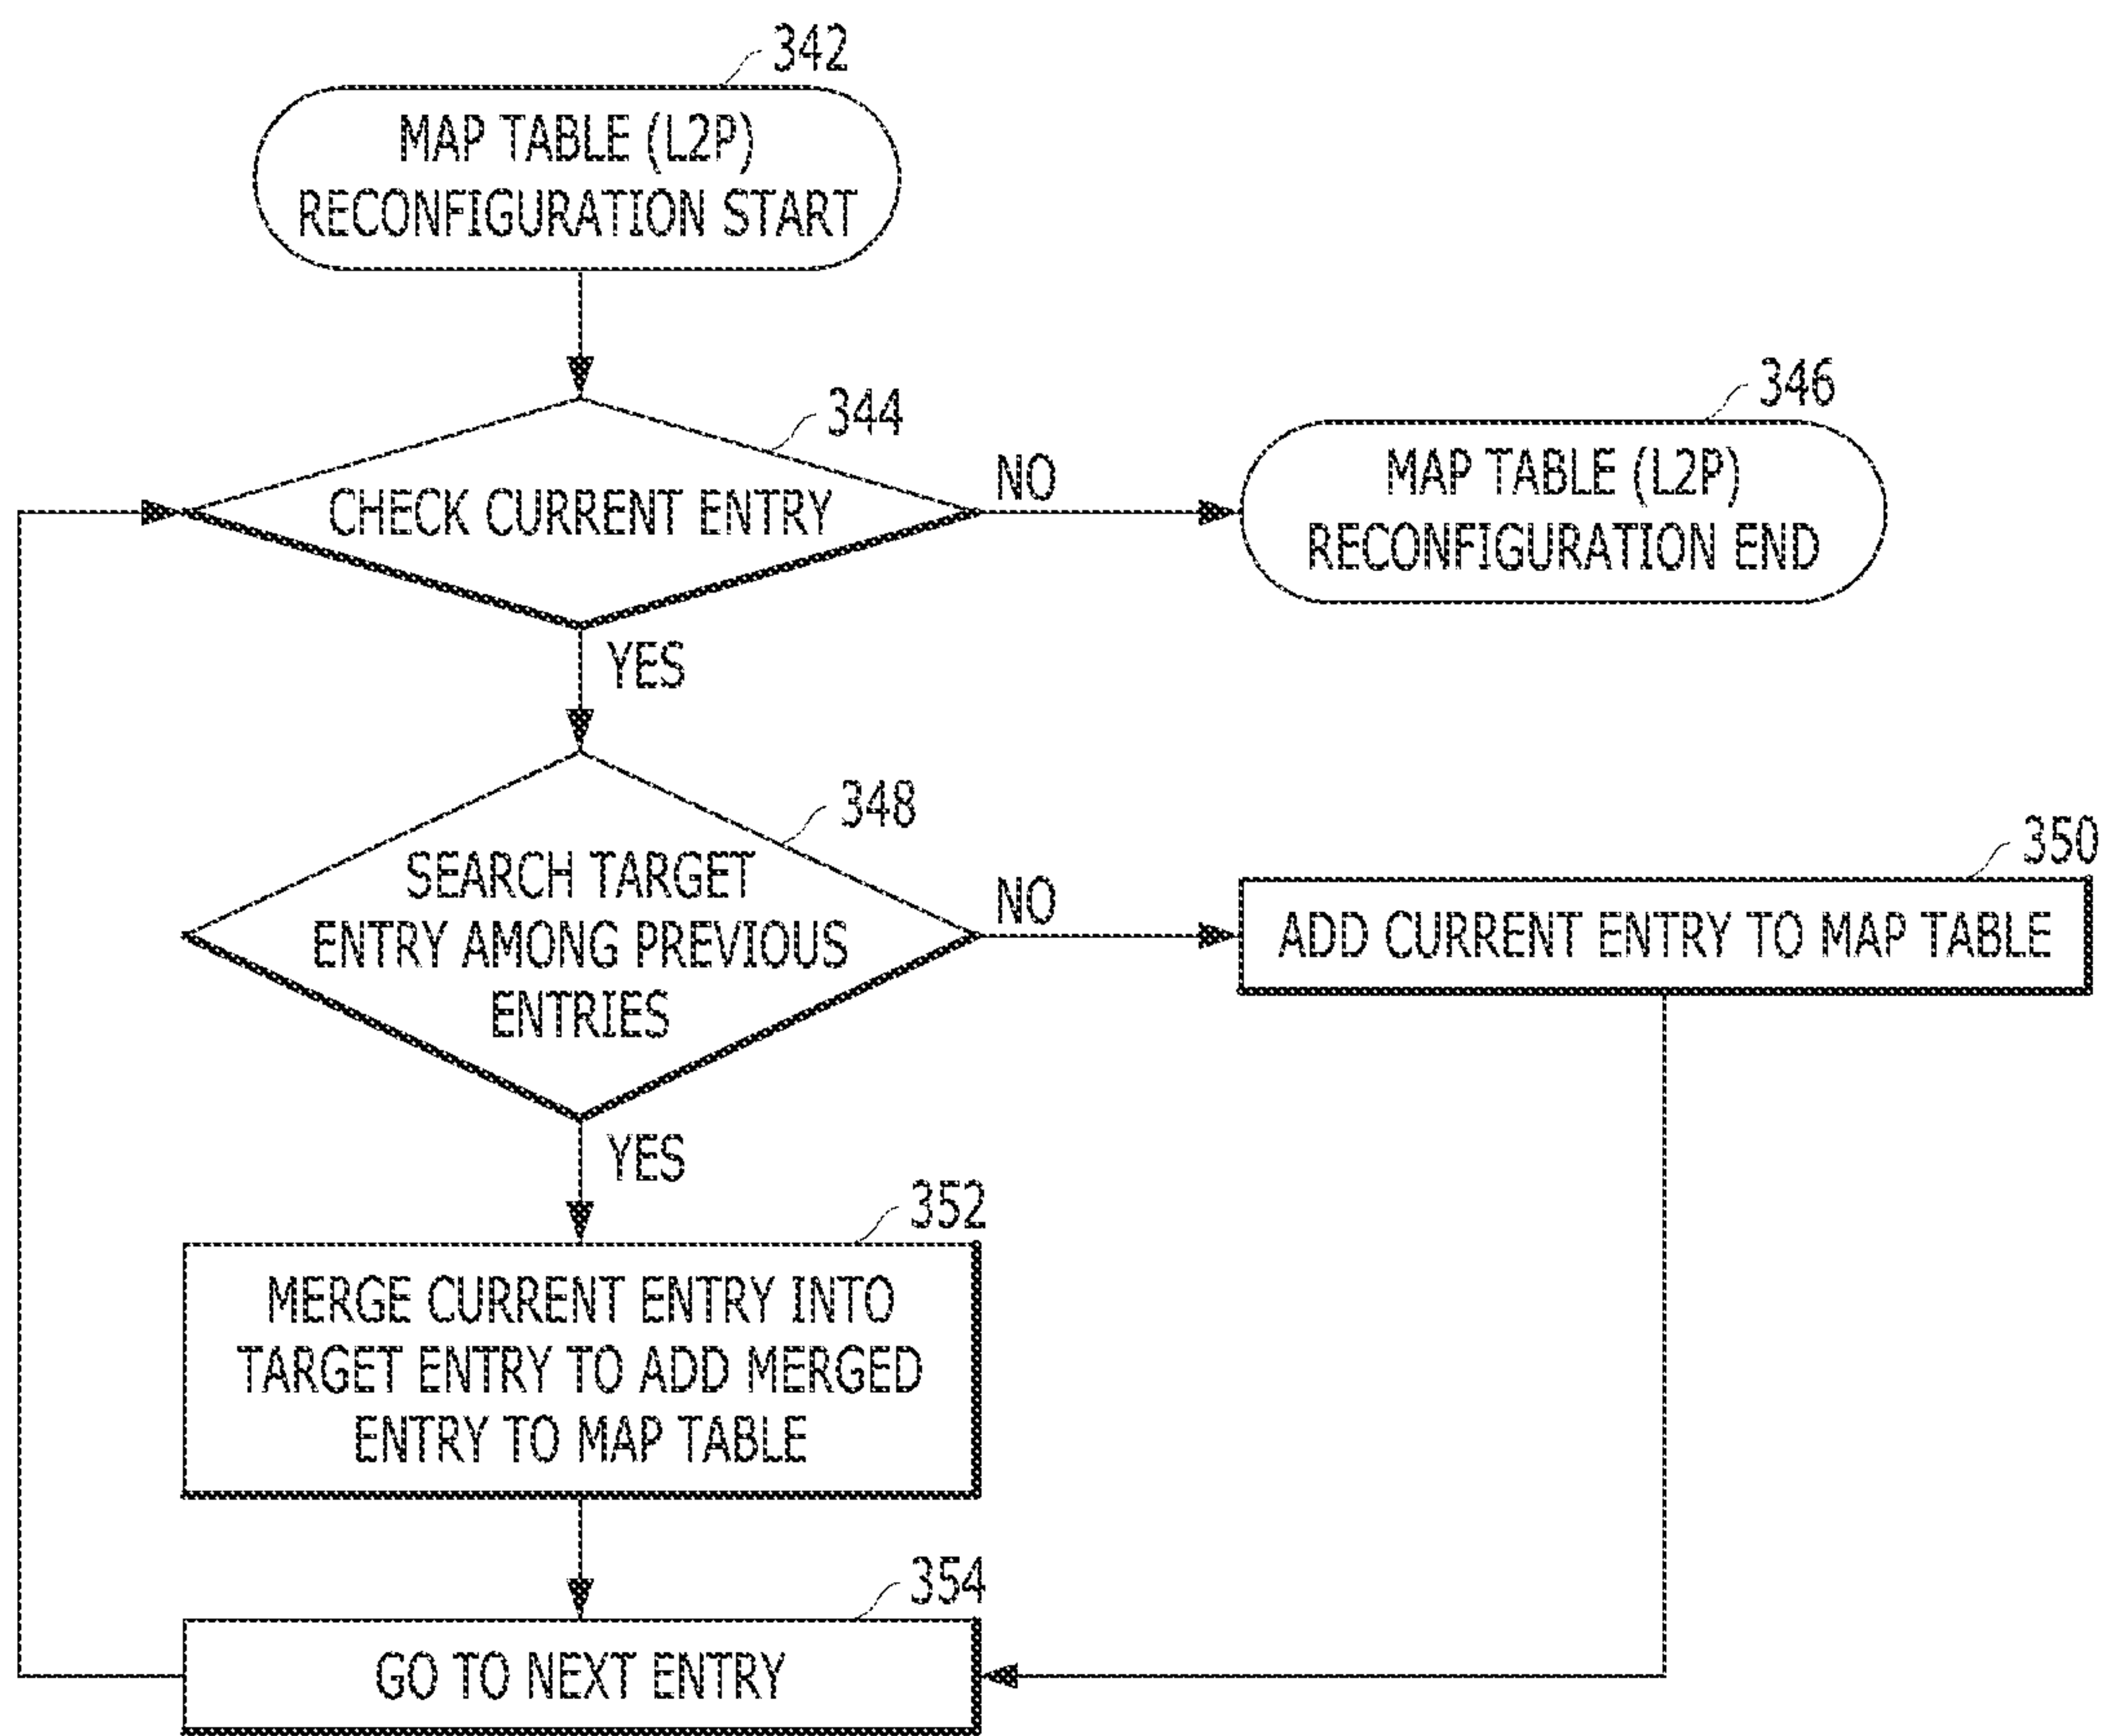 342
MAP TABLE (L2P)
RECONFIGURATION START
344
CHECK CURRENT ENTRY
NO
346
MAP TABLE (L2P)
RECONFIGURATION END
YES
348
SEARCH TARGET
ENTRY AMONG PREVIOUS
ENTRIES
NO
350
ADD CURRENT ENTRY TO MAP TABLE
YES
352
MERGE CURRENT ENTRY INTO
TARGET ENTRY TO ADD MERGED
ENTRY TO MAP TABLE
354
GO TO NEXT ENTRY